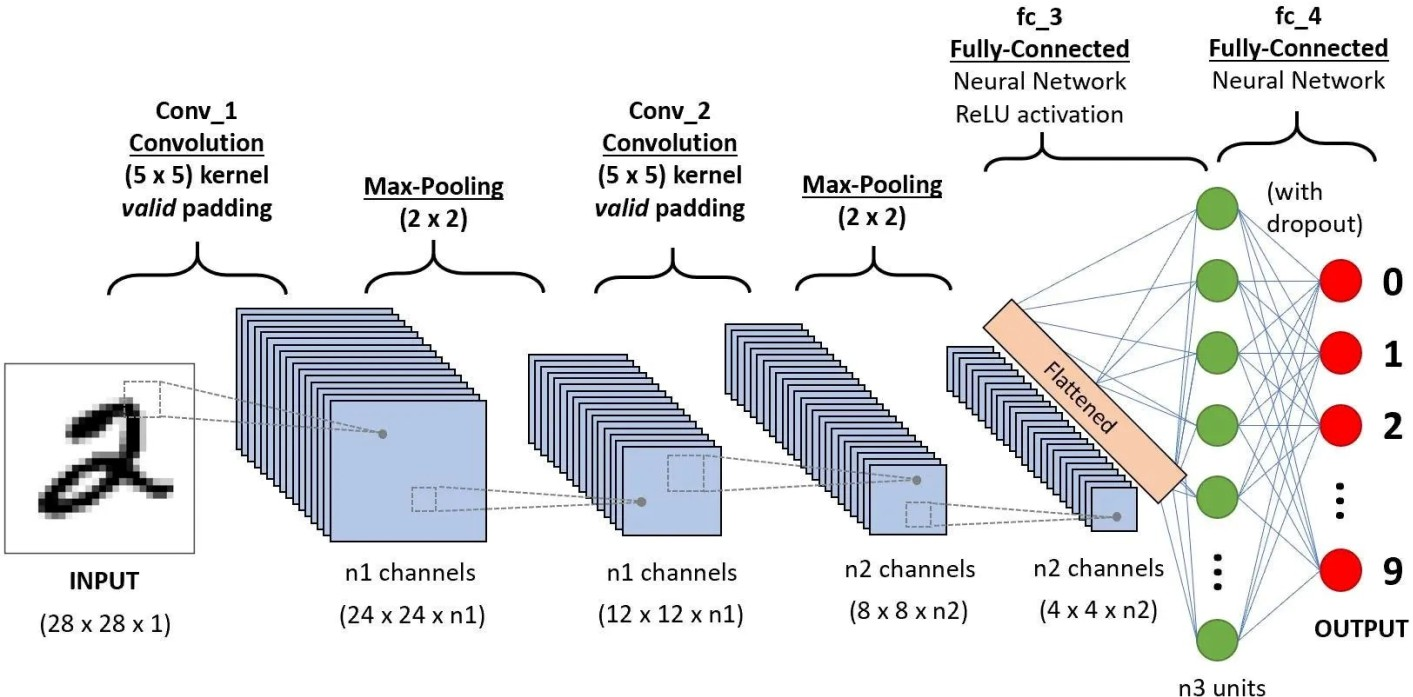 Conv_1
Convolution
(5 x 5) kernel
valid padding
Max-Pooling
(2 x 2)
Conv_2
Convolution
(5 x 5) kernel
valid padding
Max-Pooling
(2 x 2)
fc_3
Fully-Connected
Neural Network
ReLU activation
fc_4
Fully-Connected
Neural Network
(with
dropout)
2
INPUT
(28 x 28 x 1)
n1 channels
(24 x 24 x n1)
n1 channels
(12 x 12 x n1)
n2 channels
(8 x 8 x n2)
n2 channels
(4 x 4 x n2)
Flattened
n3 units
0
1
2
9
OUTPUT